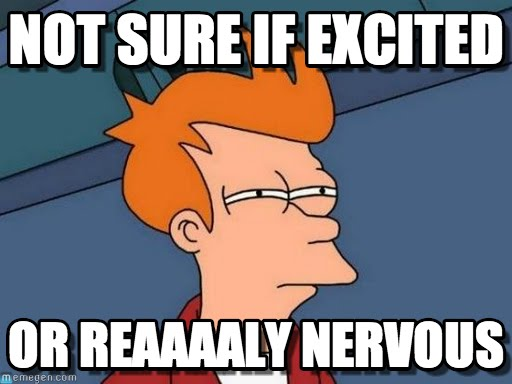 NOT SURE IF EXCITED
OR REAAAALY NERVOUS
memegen.com